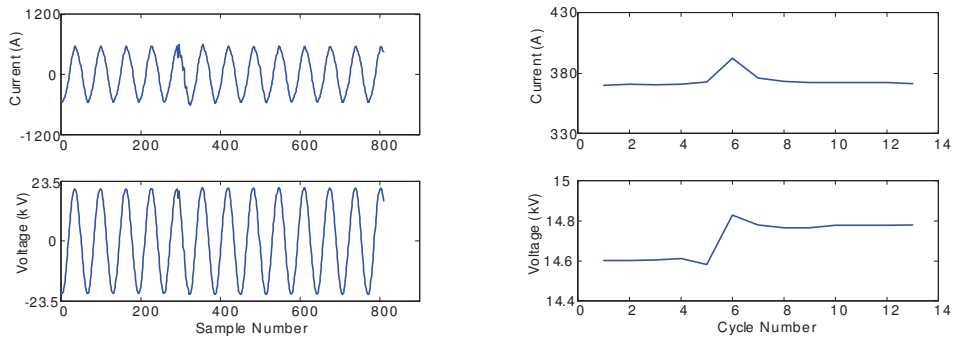 1200
0
-1200
Current (A)
0 200 400 600 800
430
380
330
Current (A)
0 2 4 6 8 10 12 14
23.5
0
-23.5
Voltage (kV)
0 200 400 600 800
Sample Number
15
14.8
14.6
14.4
Voltage (kV)
0 2 4 6 8 10 12 14
Cycle Number